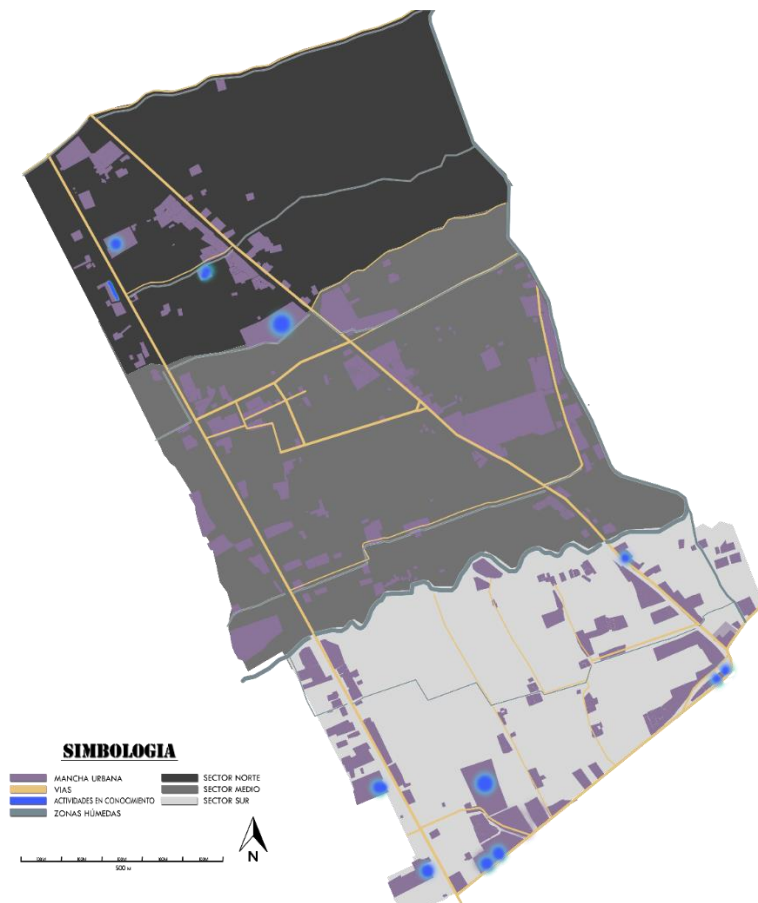 SIMBOLOGIA
MANCHA URBANA
VIAS
ACTIVIDADES EN CONOCIMIENTO
ZONAS HÚMEDAS
SECTOR NORTE
SECTOR MEDIO
SECTOR SUR
N
500 M